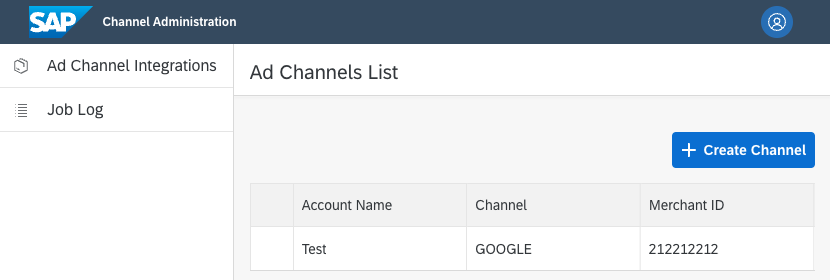 SAP Channel Administration
Ad Channel Integrations
Job Log
Ad Channels List
Create Channel
Account Name Channel Merchant ID
Test GOOGLE 212212212